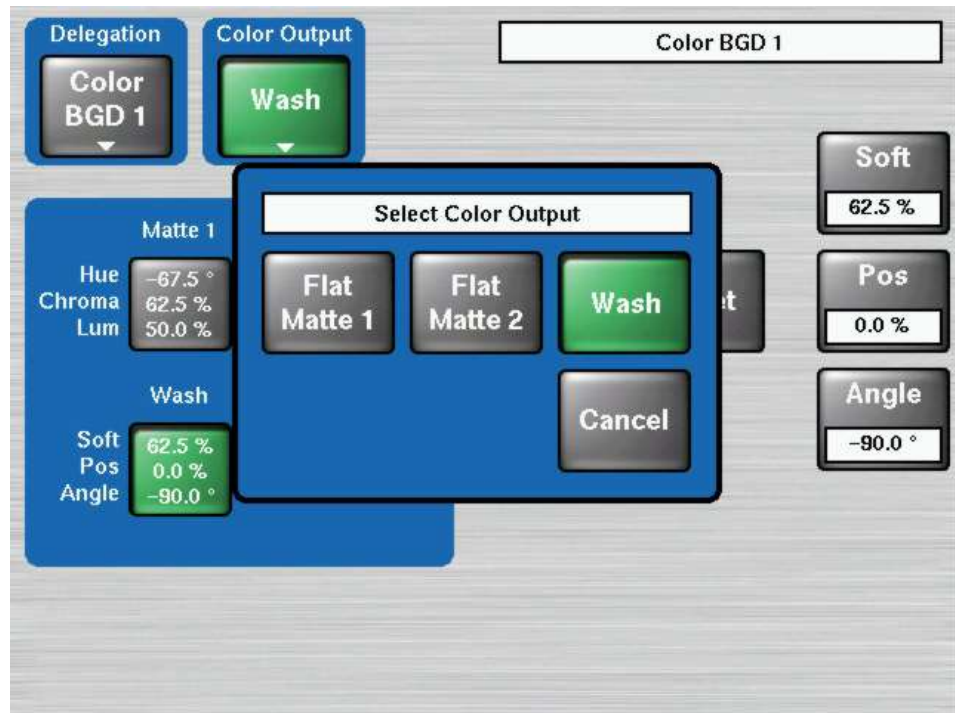 Delegation
Color Output
Color BGD 1
Color
BGD 1
Wash
Soft
62.5 %
Select Color Output
Matte 1
Hue
Chroma
Lum
−67.5 °
62.5 %
50.0 %
Flat
Matte 1
Flat
Matte 2
Wash
Pos
0.0 %
Cancel
Angle
−90.0 °
Wash
Soft
Pos
Angle
62.5 %
0.0 %
−90.0 °